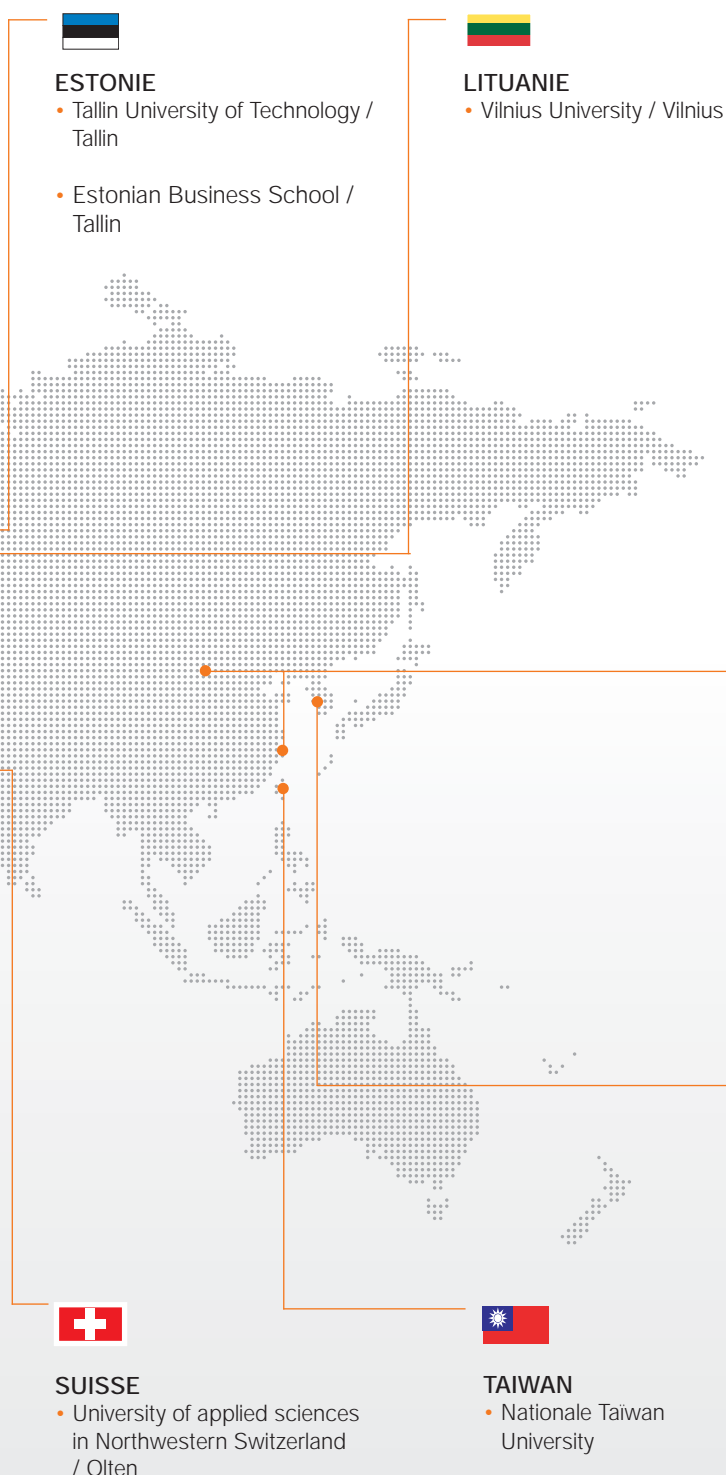 ESTONIE
• Tallin University of Technology /
Tallin
• Estonian Business School /
Tallin
LITUANIE
• Vilnius University / Vilnius
SUISSE
• University of applied sciences
in Northwestern Switzerland
/ Olten
TAIWAN
• Nationale Taïwan
University